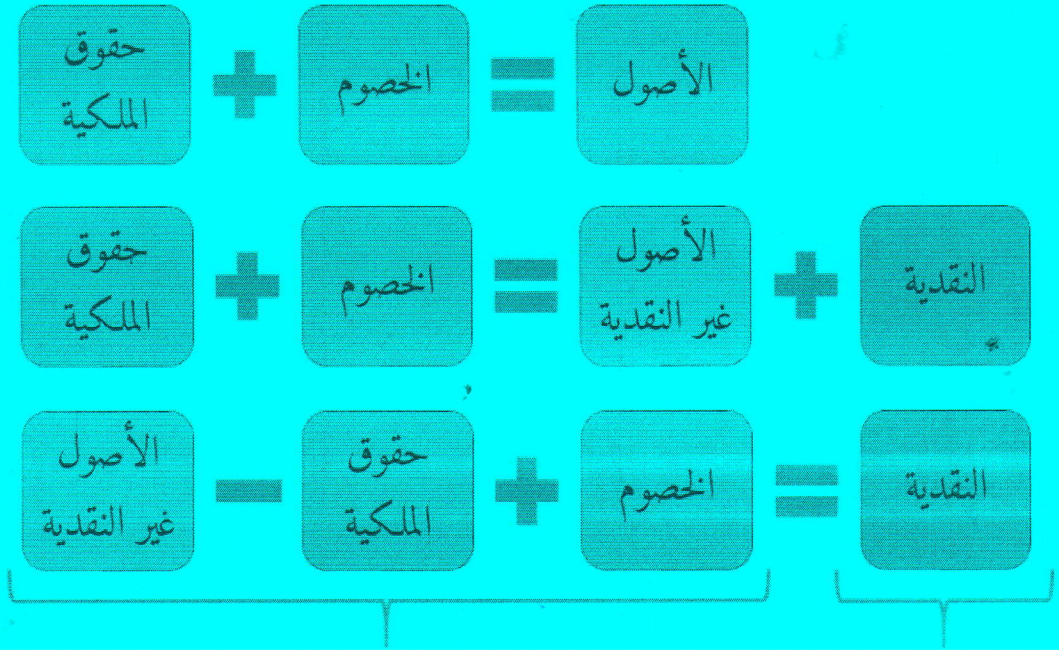 الأصول = الخصوم + حقوق الملكية
النقدية + الأصول غير النقدية = الخصوم + حقوق الملكية
النقدية = الخصوم + حقوق الملكية - الأصول غير النقدية